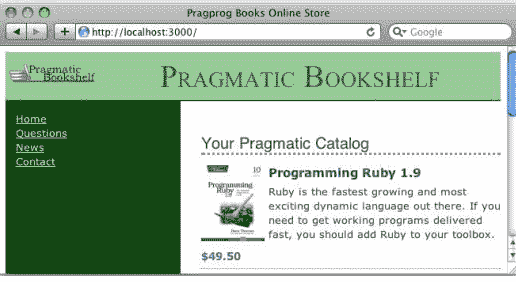 Pragprog Books Online Store
http://localhost:3000/
Google
Pragmatic
Bookshelf
PRAGMATIC BOOKSHELF
Home
Questions
News
Contact
Your Pragmatic Catalog
Programming
Ruby
Programming Ruby 1.9
Ruby is the fastest growing and most
exciting dynamic language out there. If you
need to get working programs delivered
fast, you should add Ruby to your toolbox.
$49.50